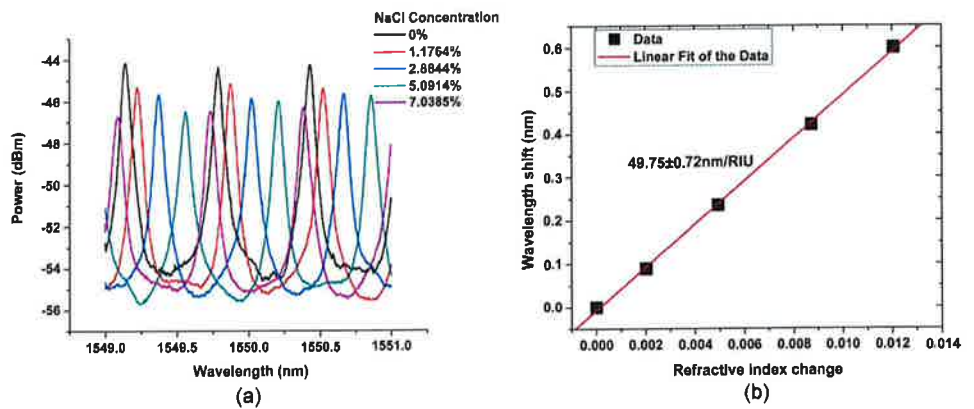 NaCl Concentration
0%
1.1764%
2.8844%
5.0914%
7.0385%
-44
-46
-48
-50
-52
-54
-56
Power (dBm)
1549.0 1549.5 1550.0 1550.5 1551.0
Wavelength (nm)
(a)
Data
Linear Fit of the Data
49.75±0.72nm/RIU
0.6
0.5
0.4
0.3
0.2
0.1
0.0
Wavelength shift (nm)
0.000 0.002 0.004 0.006 0.008 0.010 0.012 0.014
Refractive index change
(b)